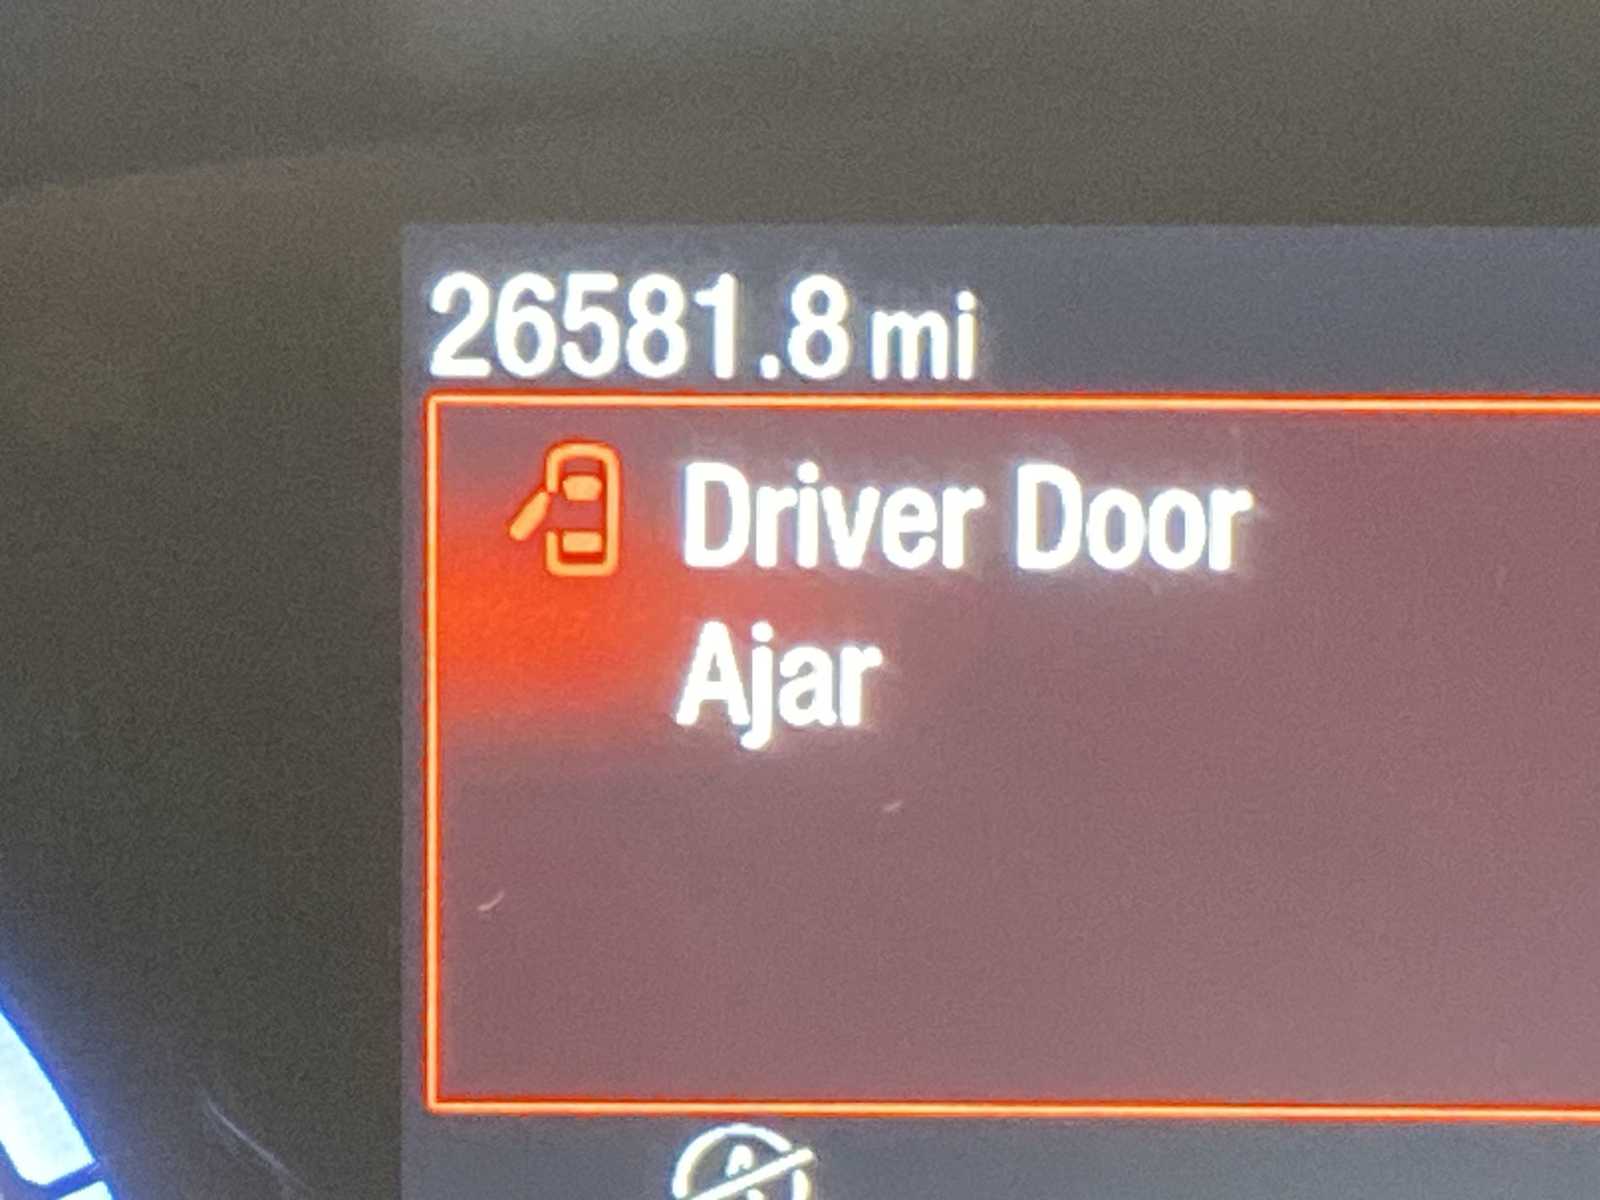 26581.8 mi
Driver Door
Ajar